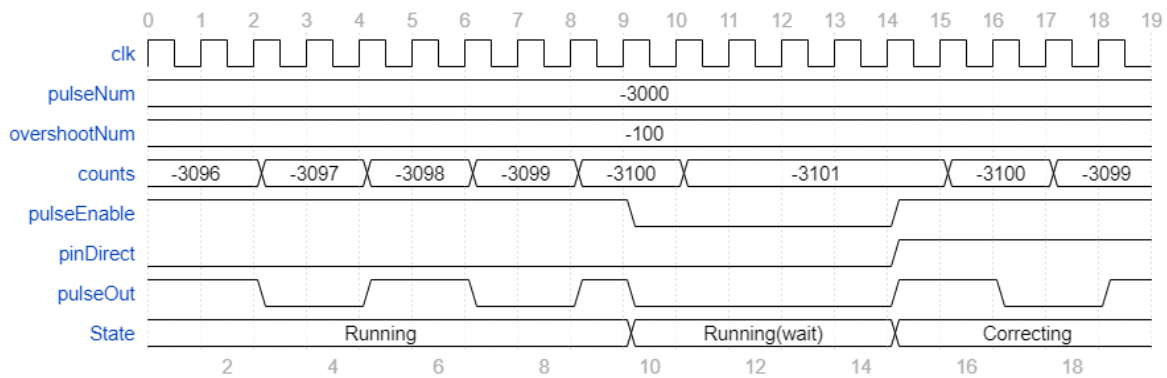 0 1 2 3 4 5 6 7 8 9 10 11 12 13 14 15 16 17 18 19
clk
pulseNum -3000
overshootNum -100
counts -3096 -3097 -3098 -3099 -3100 -3101 -3100 -3099
pulseEnable
pinDirect
pulseOut
State Running Running(wait) Correcting
2 4 6 8 10 12 14 16 18